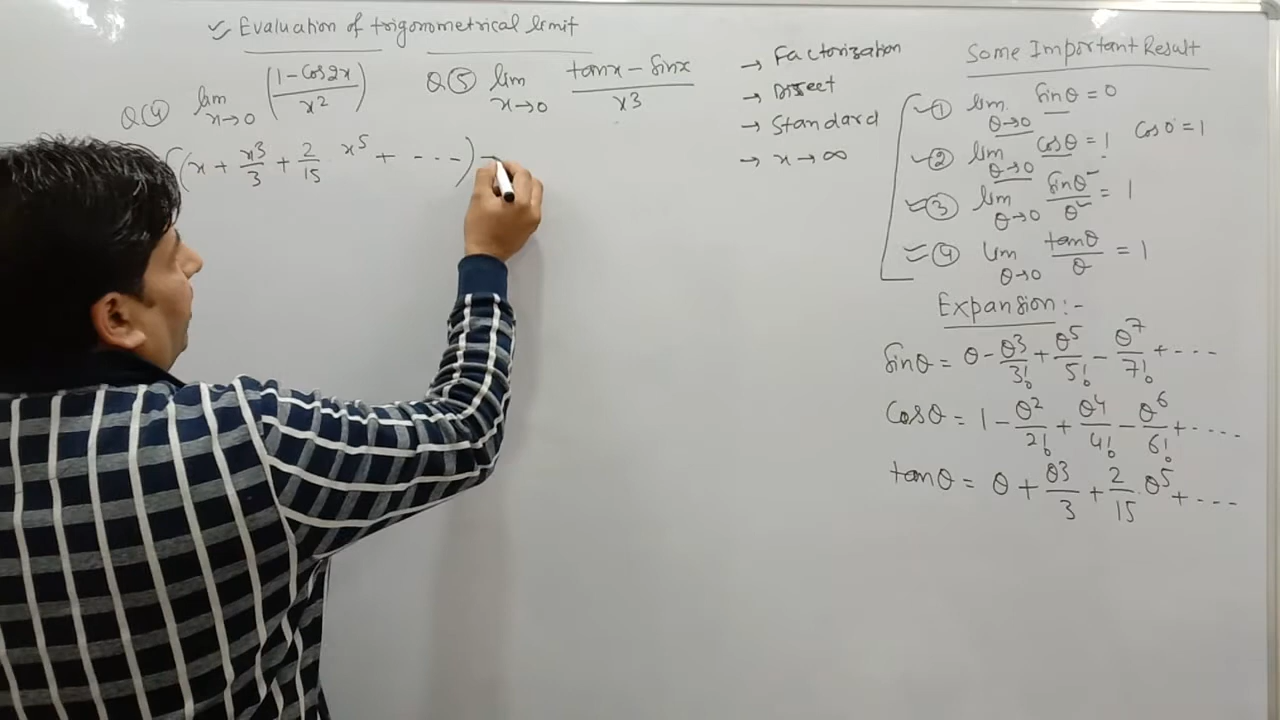 Evaluation of trigonometrical limit
Q④ lim x→0 ((1-Cos2x)/x²)
Q⑤ lim x→0 (tanx - Sinx)/x3
(x + x3/3 + 2/15 x⁵ + ----) -
→ Factorization
→ Direct
→ Standard
→ x → ∞
Some Important Result
① lim. θ→0 Sinθ = 0
② lim θ→0 Cosθ = 1 Cos0° = 1
③ lim θ→0 Sinθ/θ = 1
④ lim θ→0 tanθ/θ = 1
Expansion :-
Sinθ = θ - θ3/3! + θ⁵/5! - θ⁷/7! + ----
Cosθ = 1 - θ²/2! + θ⁴/4! - θ⁶/6! + ----
tanθ = θ + θ3/3 + 2/15 . θ⁵ + ---